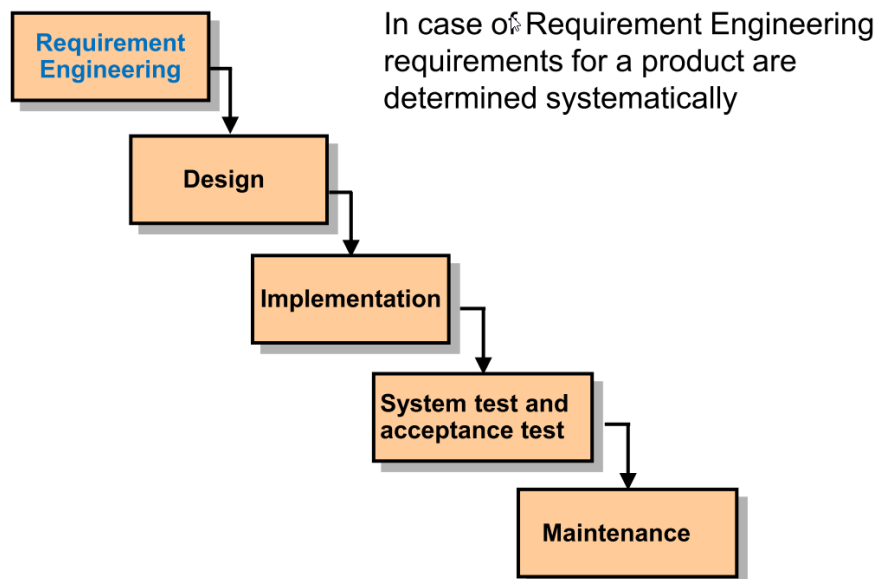 Requirement
Engineering
In case of Requirement Engineering
requirements for a product are
determined systematically
Design
Implementation
System test and
acceptance test
Maintenance